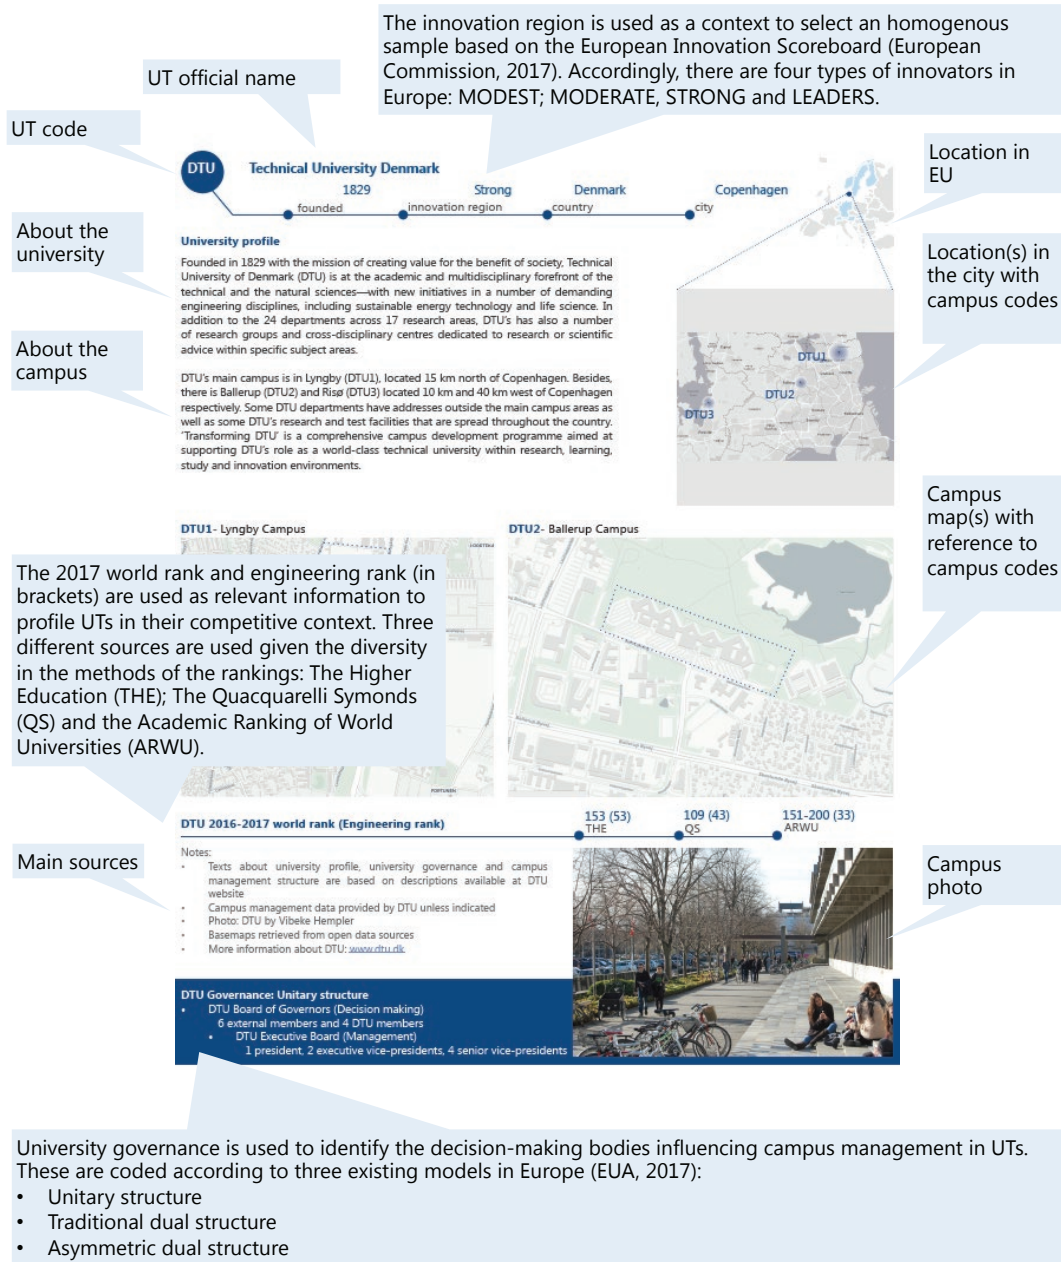 The innovation region is used as a context to select an homogenous
sample based on the European Innovation Scoreboard (European
Commission, 2017). Accordingly, there are four types of innovators in
Europe: MODEST; MODERATE, STRONG and LEADERS.
UT official name
UT code
Location in
EU
DTU
Technical University Denmark
1829
Strong
Denmark
Copenhagen
founded
innovation region
country
city
About the
university
University profile
Founded in 1829 with the mission of creating value for the benefit of society, Technical
University of Denmark (DTU) is at the academic and multidisciplinary forefront of the
technical and the natural sciences—with new initiatives in a number of demanding
engineering disciplines, including sustainable energy technology and life science. In
addition to the 24 departments across 17 research areas, DTU's has also a number
of research groups and cross-disciplinary centres dedicated to research or scientific
advice within specific subject areas.
Location(s) in
the city with
campus codes
About the
campus
DTU's main campus is in Lyngby (DTU1), located 15 km north of Copenhagen. Besides,
there is Ballerup (DTU2) and Risø (DTU3) located 10 km and 40 km west of Copenhagen
respectively. Some DTU departments have addresses outside the main campus areas as
well as some DTU's research and test facilities that are spread throughout the country.
'Transforming DTU' is a comprehensive campus development programme aimed at
supporting DTU's role as a world-class technical university within research, learning,
study and innovation environments.
DTU1
DTU2
DTU3
Campus
map(s) with
reference to
campus codes
DTU1- Lyngby Campus
DTU2- Ballerup Campus
The 2017 world rank and engineering rank (in
brackets) are used as relevant information to
profile UTs in their competitive context. Three
different sources are used given the diversity
in the methods of the rankings: The Higher
Education (THE); The Quacquarelli Symonds
(QS) and the Academic Ranking of World
Universities (ARWU).
Ballerup Byvej
FORTUNEN
DTU 2016-2017 world rank (Engineering rank)
153 (53)
THE
109 (43)
QS
151-200 (33)
ARWU
Main sources
Notes:
• Texts about university profile, university governance and campus
management structure are based on descriptions available at DTU
website
• Campus management data provided by DTU unless indicated
• Photo: DTU by Vibeke Hempler
• Basemaps retrieved from open data sources
• More information about DTU: www.dtu.dk
Campus
photo
DTU Governance: Unitary structure
• DTU Board of Governors (Decision making)
6 external members and 4 DTU members
• DTU Executive Board (Management)
1 president, 2 executive vice-presidents, 4 senior vice-presidents
University governance is used to identify the decision-making bodies influencing campus management in UTs.
These are coded according to three existing models in Europe (EUA, 2017):
• Unitary structure
• Traditional dual structure
• Asymmetric dual structure